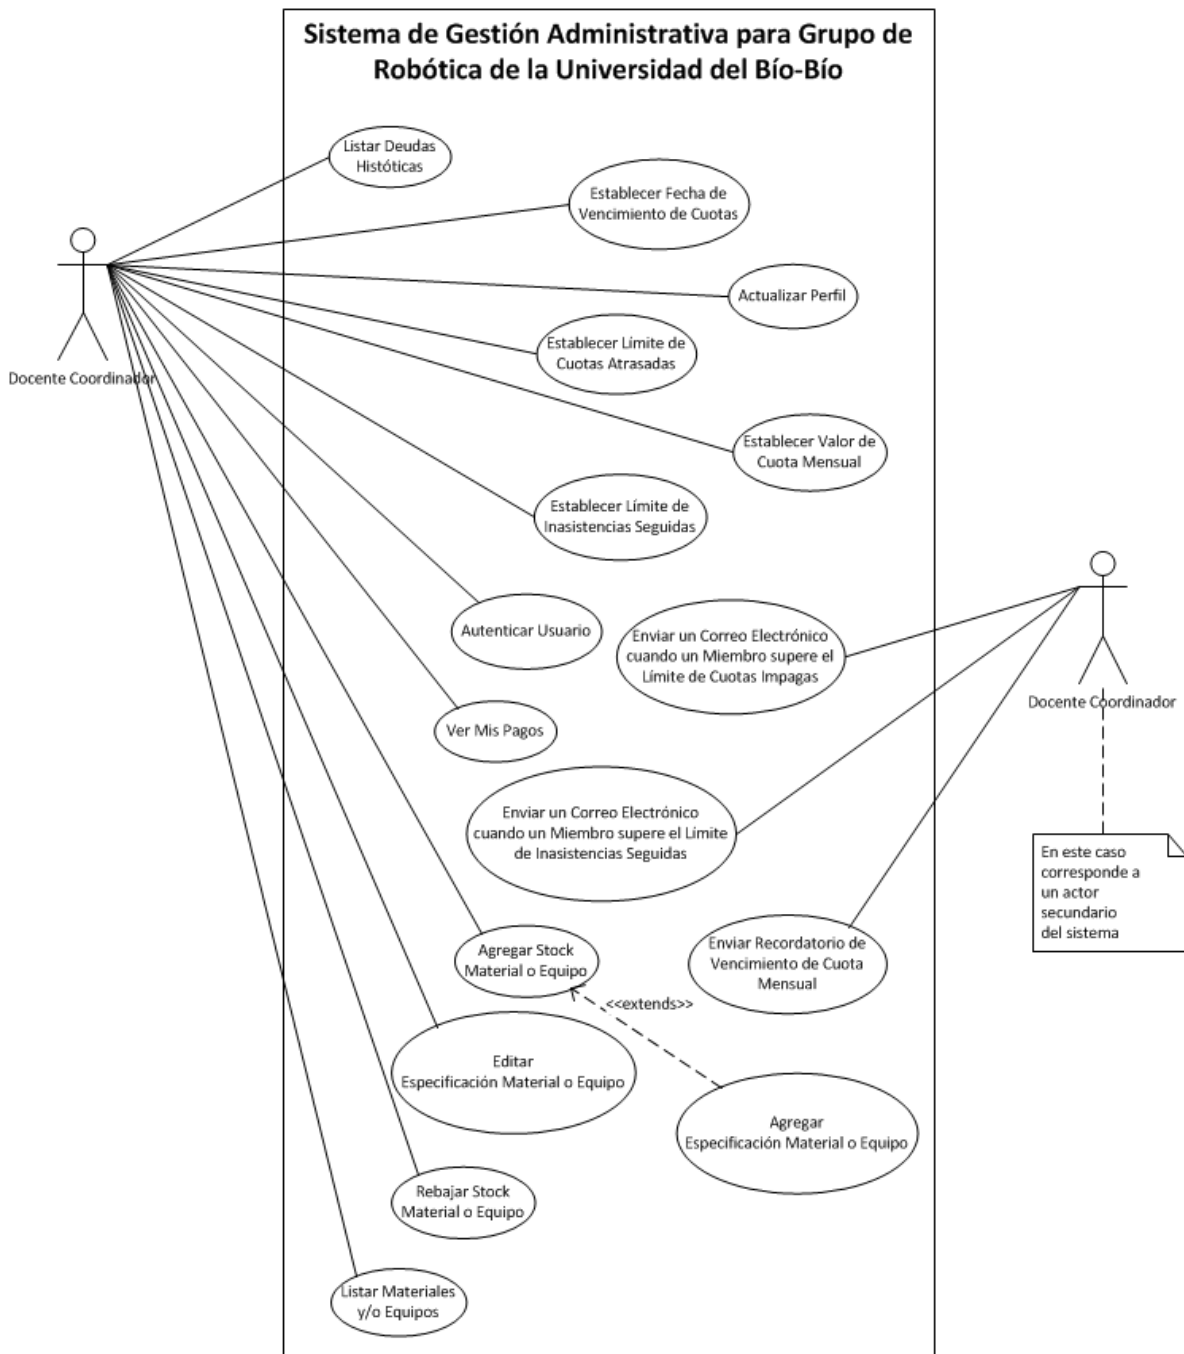 Sistema de Gestión Administrativa para Grupo de
Robótica de la Universidad del Bío-Bío
Listar Deudas
Históticas
Establecer Fecha de
Vencimiento de Cuotas
Actualizar Perfil
Establecer Límite de
Cuotas Atrasadas
Docente Coordinador
Establecer Valor de
Cuota Mensual
Establecer Límite de
Inasistencias Seguidas
Autenticar Usuario
Enviar un Correo Electrónico
cuando un Miembro supere el
Límite de Cuotas Impagas
Docente Coordinador
Ver Mis Pagos
Enviar un Correo Electrónico
cuando un Miembro supere el Límite
de Inasistencias Seguidas
En este caso
corresponde a
un actor
secundario
del sistema
Agregar Stock
Material o Equipo
Enviar Recordatorio de
Vencimiento de Cuota
Mensual
<<extends>>
Editar
Especificación Material o Equipo
Agregar
Especificación Material o Equipo
Rebajar Stock
Material o Equipo
Listar Materiales
y/o Equipos